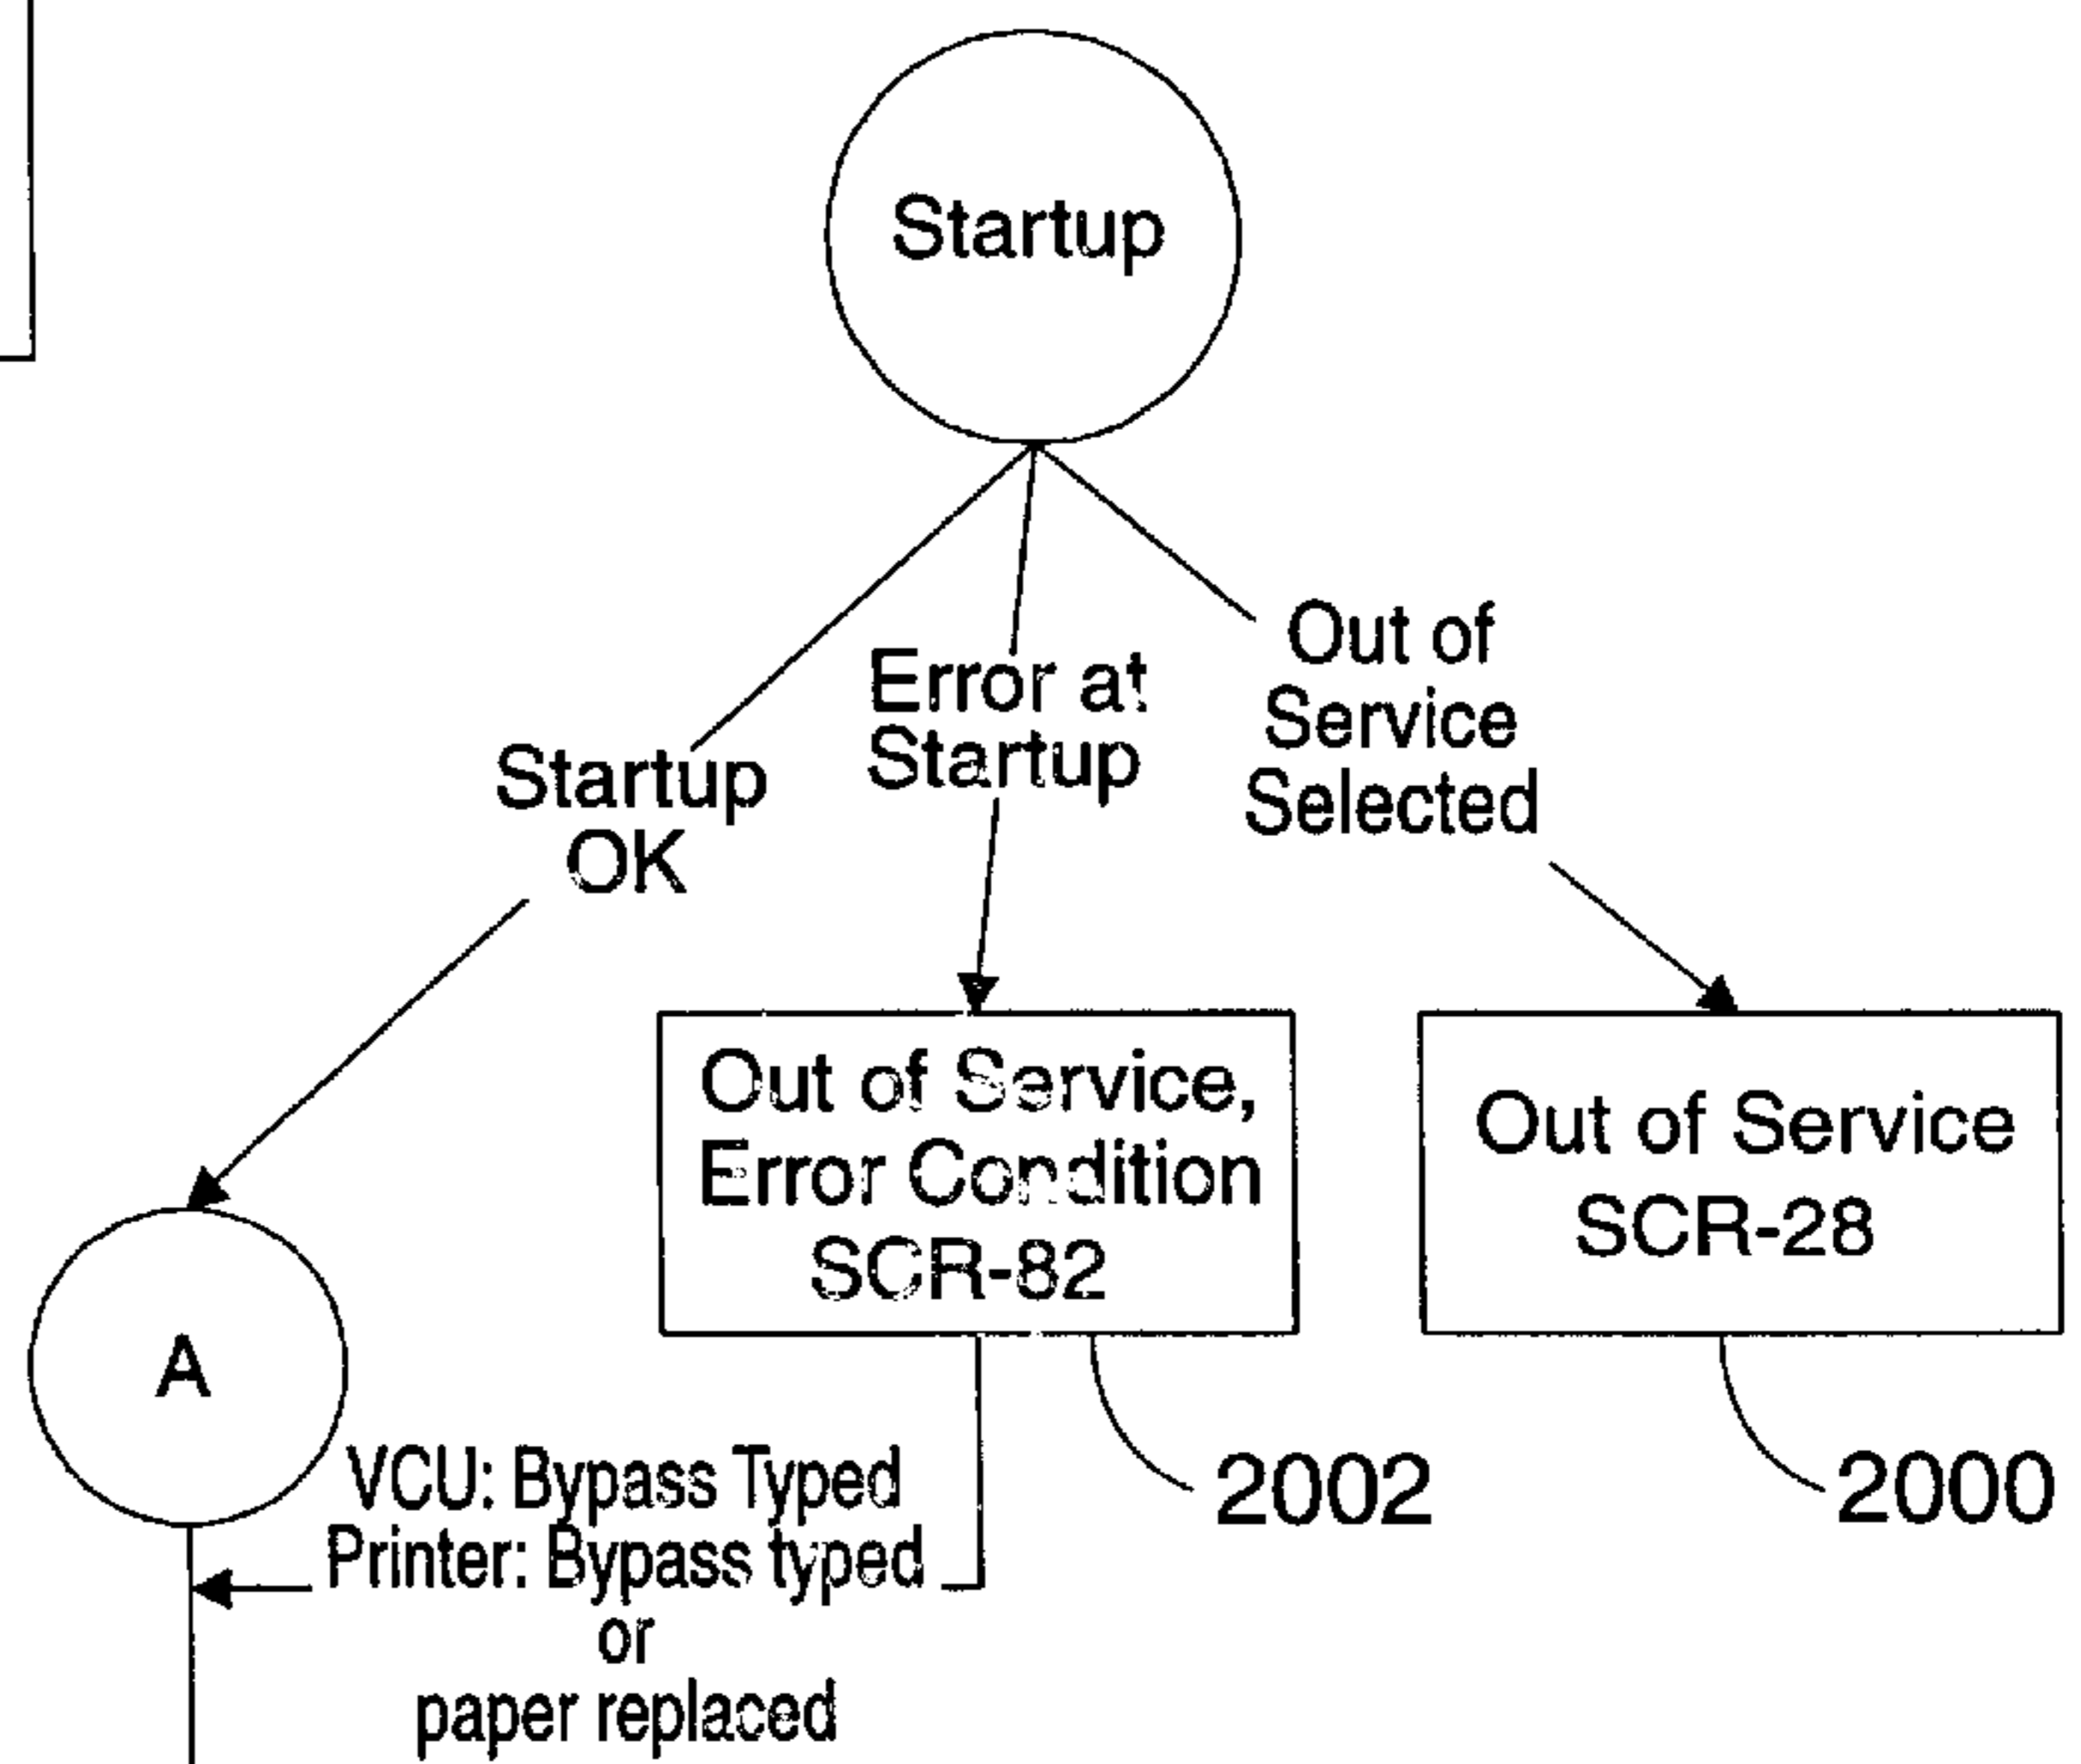 Startup
Startup
OK
Error at
Startup
Out of
Service
Selected
Out of Service,
Error Condition
SCR-82
Out of Service
SCR-28
A
VCU: Bypass Typed
Printer: Bypass typed
or
paper replaced
2002
2000